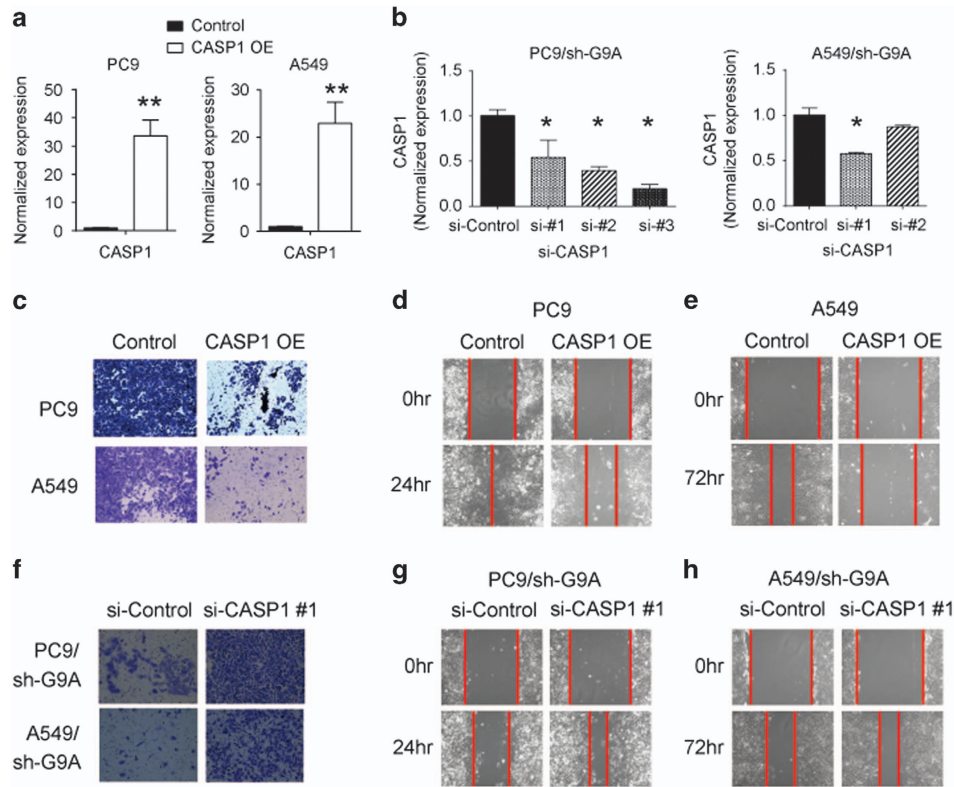 a
Control
CASP1 OE
PC9
A549
Normalized expression
50
40
30
20
10
0
**
CASP1
Normalized expression
30
20
10
0
**
CASP1
b
PC9/sh-G9A
CASP1
(Normalized expression)
1.5
1.0
0.5
0.0
* * *
si-Control si-#1 si-#2 si-#3
si-CASP1
A549/sh-G9A
CASP1
(Normalized expression)
1.5
1.0
0.5
0.0
*
si-Control si-#1 si-#2
si-CASP1
c
Control CASP1 OE
PC9
A549
d
PC9
Control CASP1 OE
0hr
24hr
e
A549
Control CASP1 OE
0hr
72hr
f
si-Control si-CASP1 #1
PC9/
sh-G9A
A549/
sh-G9A
g
PC9/sh-G9A
si-Control si-CASP1 #1
0hr
24hr
h
A549/sh-G9A
si-Control si-CASP1 #1
0hr
72hr